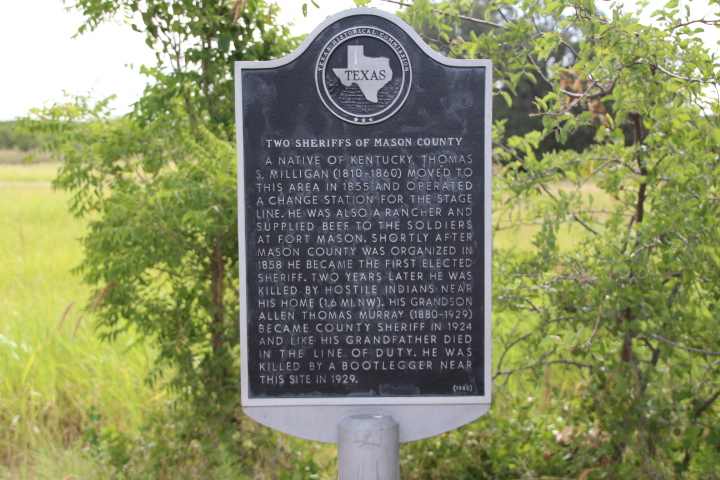 TEXAS HISTORICAL COMMISSION
TEXAS
TWO SHERIFFS OF MASON COUNTY
A NATIVE OF KENTUCKY, THOMAS
S. MILLIGAN (1810-1860) MOVED TO
THIS AREA IN 1855 AND OPERATED
A CHANGE STATION FOR THE STAGE
LINE. HE WAS ALSO A RANCHER AND
SUPPLIED BEEF TO THE SOLDIERS
AT FORT MASON. SHORTLY AFTER
MASON COUNTY WAS ORGANIZED IN
1858 HE BECAME THE FIRST ELECTED
SHERIFF. TWO YEARS LATER HE WAS
KILLED BY HOSTILE INDIANS NEAR
HIS HOME (1.6 MI. NW). HIS GRANDSON
ALLEN THOMAS MURRAY (1880-1929)
BECAME COUNTY SHERIFF IN 1924
AND LIKE HIS GRANDFATHER DIED
IN THE LINE OF DUTY. HE WAS
KILLED BY A BOOTLEGGER NEAR
THIS SITE IN 1929.
(1980)